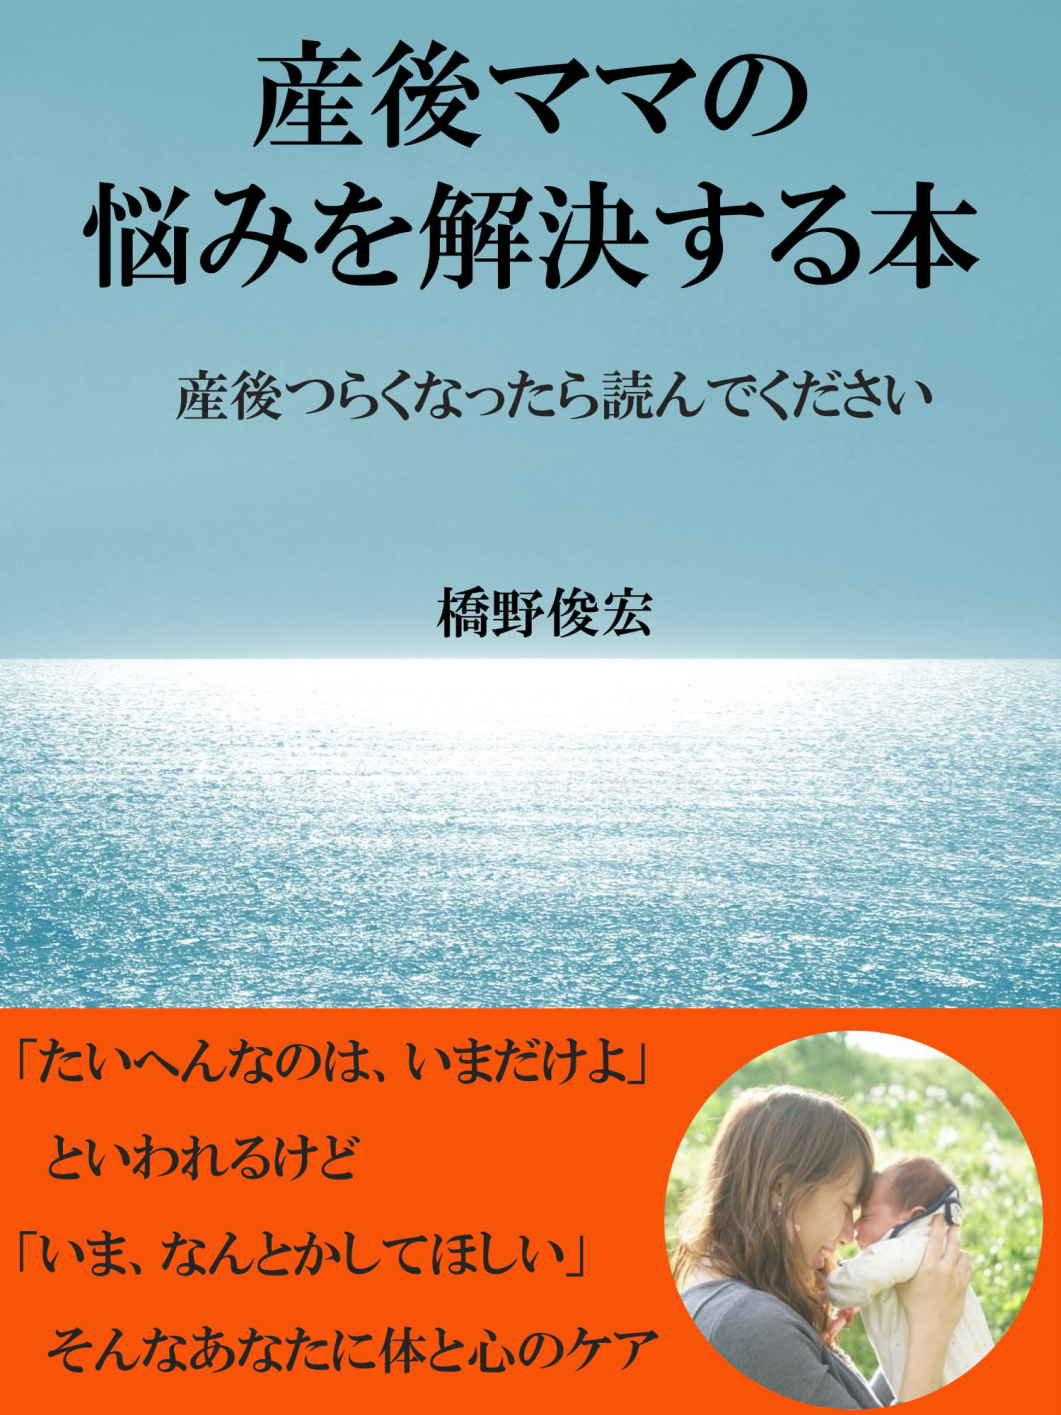 産後ママの
悩みを解決する本
産後つらくなったら読んでください
橋野俊宏
「たいへんなのは、いまだけよ」
といわれるけど
「いま、なんとかしてほしい」
そんなあなたに体と心のケア